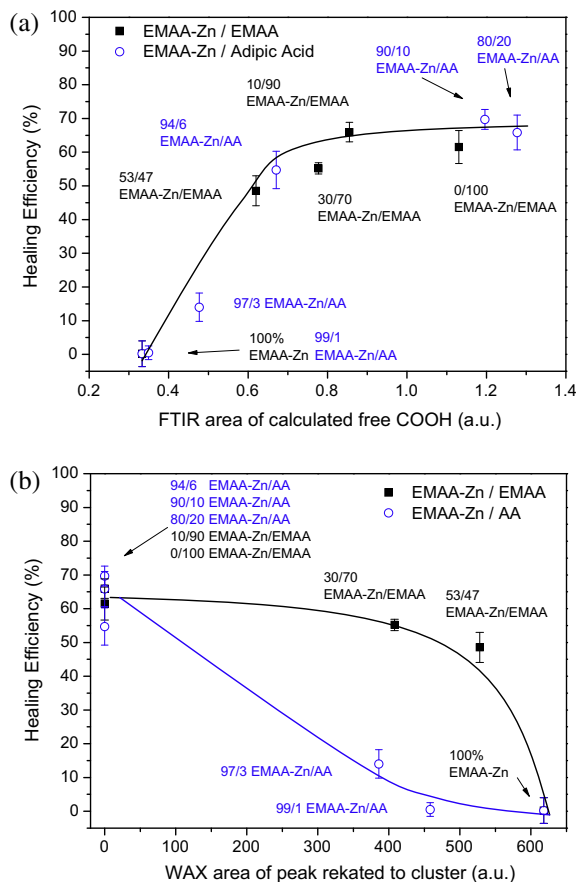 (a)
EMAA-Zn / EMAA
EMAA-Zn / Adipic Acid
90/10
EMAA-Zn/AA
80/20
EMAA-Zn/AA
10/90
EMAA-Zn/EMAA
94/6
EMAA-Zn/AA
53/47
EMAA-Zn/EMAA
30/70
EMAA-Zn/EMAA
0/100
EMAA-Zn/EMAA
97/3 EMAA-Zn/AA
100%
EMAA-Zn
99/1
EMAA-Zn/AA
100
90
80
70
60
50
40
30
20
10
0
Healing Efficiency (%)
0.2 0.4 0.6 0.8 1.0 1.2 1.4
FTIR area of calculated free COOH (a.u.)
(b)
94/6 EMAA-Zn/AA
90/10 EMAA-Zn/AA
80/20 EMAA-Zn/AA
10/90 EMAA-Zn/EMAA
0/100 EMAA-Zn/EMAA
EMAA-Zn / EMAA
EMAA-Zn / AA
30/70
EMAA-Zn/EMAA
53/47
EMAA-Zn/EMAA
97/3 EMAA-Zn/AA
99/1 EMAA-Zn/AA
100%
EMAA-Zn
100
90
80
70
60
50
40
30
20
10
0
Healing Efficiency (%)
0 100 200 300 400 500 600
WAX area of peak rekated to cluster (a.u.)